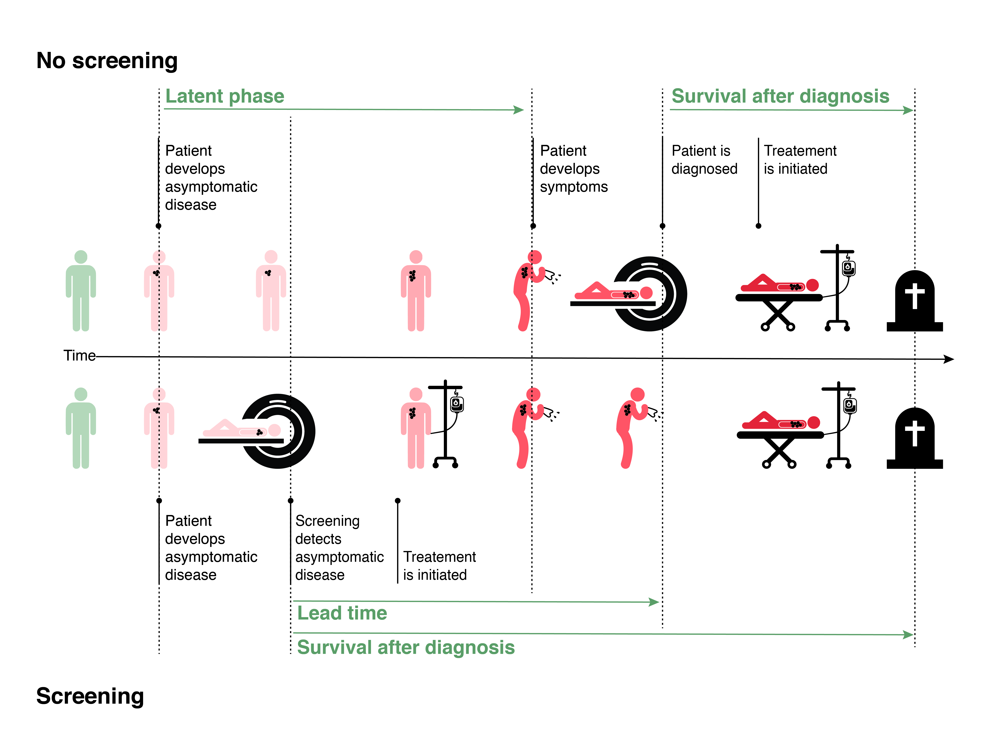 No screening
Latent phase
Survival after diagnosis
Patient
develops
asymptomatic
disease
Patient
develops
symptoms
Patient is
diagnosed
Treatement
is initiated
Time
Patient
develops
asymptomatic
disease
Screening
detects
asymptomatic
disease
Treatement
is initiated
Lead time
Survival after diagnosis
Screening